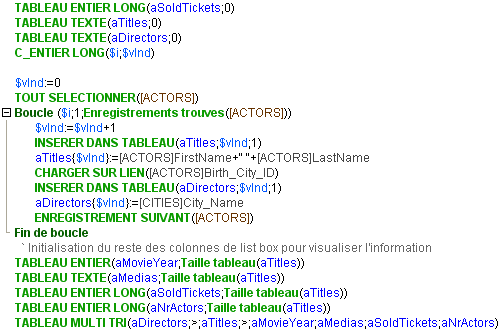 TABLEAU ENTIER LONG(aSoldTickets;0)
TABLEAU TEXTE(aTitles;0)
TABLEAU TEXTE(aDirectors;0)
C_ENTIER LONG($i;$vInd)
$vInd:=0
TOUT SELECTIONNER([ACTORS])
Boucle ($i;1;Enregistrements trouves([ACTORS]))
$vInd:=$vInd+1
INSERER DANS TABLEAU(aTitles;$vInd;1)
aTitles{$vInd}:=[ACTORS]FirstName+" "+[ACTORS]LastName
CHARGER SUR LIEN([ACTORS]Birth_City_ID)
INSERER DANS TABLEAU(aDirectors;$vInd;1)
aDirectors{$vInd}:=[CITIES]City_Name
ENREGISTREMENT SUIVANT([ACTORS])
Fin de boucle
` Initialisation du reste des colonnes de list box pour visualiser l'information
TABLEAU ENTIER(aMovieYear;Taille tableau(aTitles))
TABLEAU TEXTE(aMedias;Taille tableau(aTitles))
TABLEAU ENTIER LONG(aSoldTickets;Taille tableau(aTitles))
TABLEAU ENTIER LONG(aNrActors;Taille tableau(aTitles))
TABLEAU MULTI TRI(aDirectors;>;aTitles;>;aMovieYear;aMedias;aSoldTickets;aNrActors)